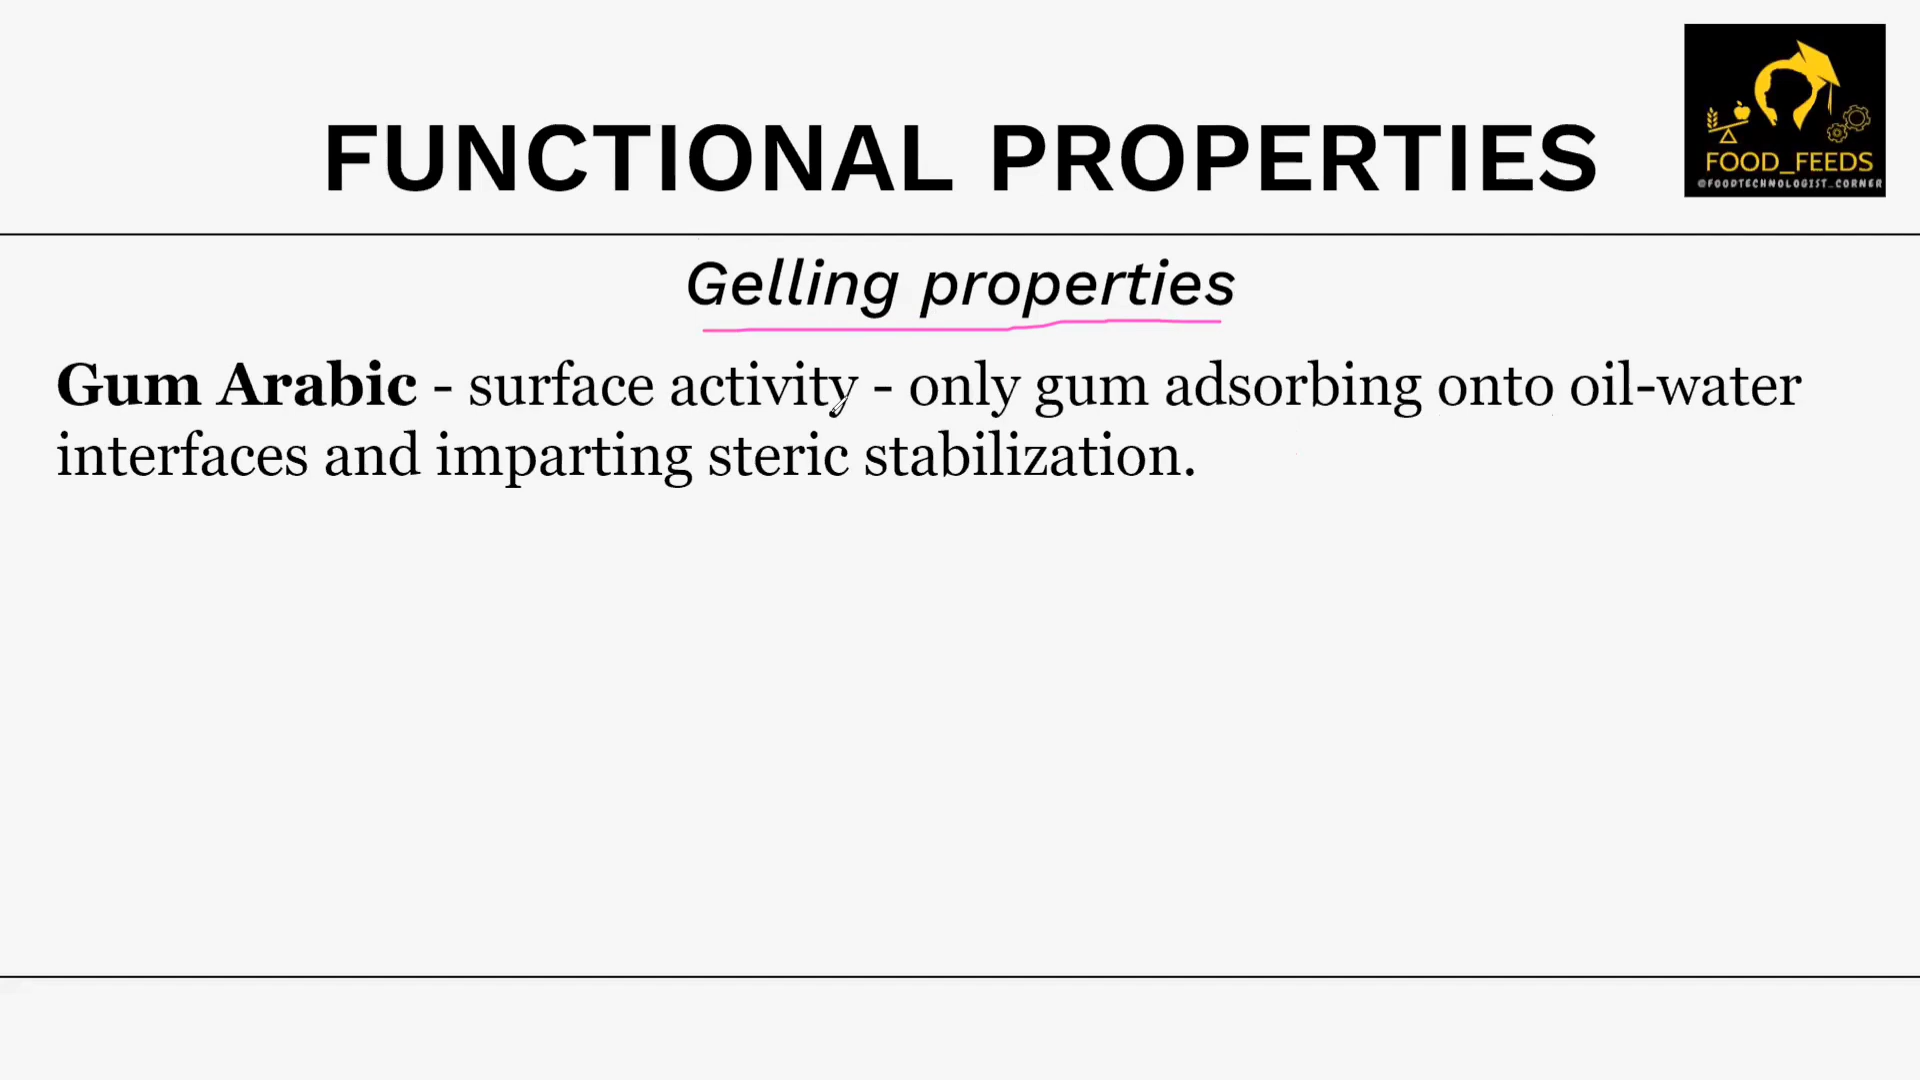 FUNCTIONAL PROPERTIES
FOOD_FEEDS
@FOODTECHNOLOGIST_CORNER
Gelling properties
Gum Arabic - surface activity - only gum adsorbing onto oil-water
interfaces and imparting steric stabilization.